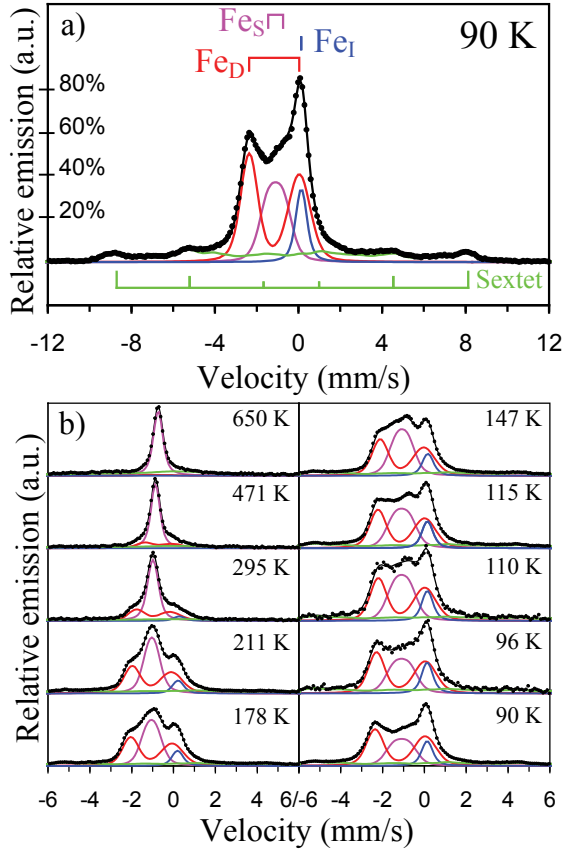 a)
Fe_S
Fe_I
Fe_D
90 K
Relative emission (a.u.)
80%
60%
40%
20%
Sextet
-12 -8 -4 0 4 8 12
Velocity (mm/s)
b)
Relative emission (a.u.)
650 K
147 K
471 K
115 K
295 K
110 K
211 K
96 K
178 K
90 K
-6 -4 -2 0 2 4 6/-6 -4 -2 0 2 4 6
Velocity (mm/s) Velocity (mm/s)